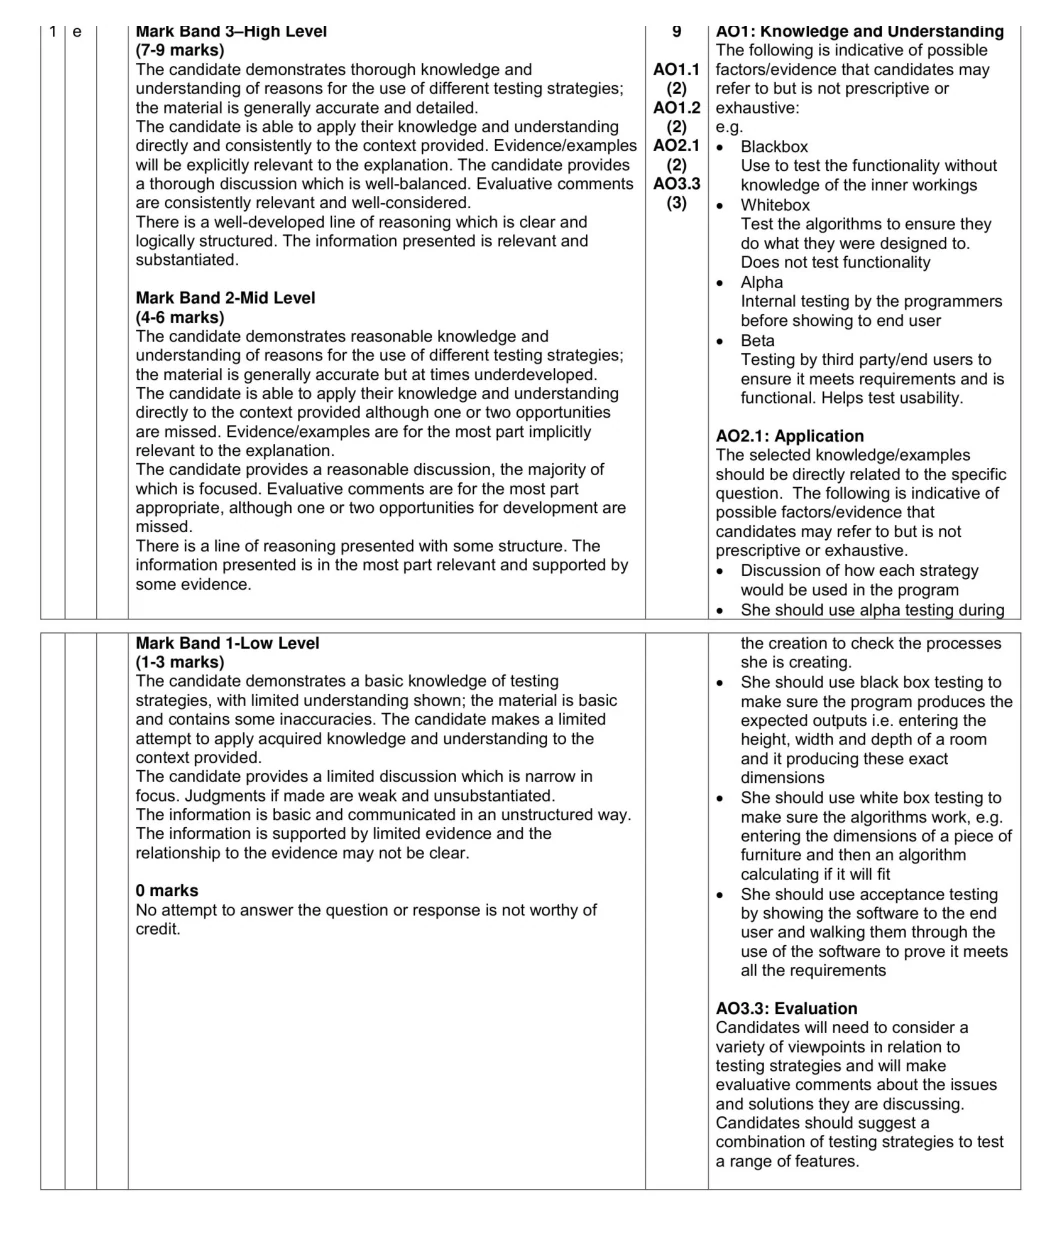 1 e
Mark Band 3–High Level
(7-9 marks)
The candidate demonstrates thorough knowledge and
understanding of reasons for the use of different testing strategies;
the material is generally accurate and detailed.
The candidate is able to apply their knowledge and understanding
directly and consistently to the context provided. Evidence/examples
will be explicitly relevant to the explanation. The candidate provides
a thorough discussion which is well-balanced. Evaluative comments
are consistently relevant and well-considered.
There is a well-developed line of reasoning which is clear and
logically structured. The information presented is relevant and
substantiated.
Mark Band 2-Mid Level
(4-6 marks)
The candidate demonstrates reasonable knowledge and
understanding of reasons for the use of different testing strategies;
the material is generally accurate but at times underdeveloped.
The candidate is able to apply their knowledge and understanding
directly to the context provided although one or two opportunities
are missed. Evidence/examples are for the most part implicitly
relevant to the explanation.
The candidate provides a reasonable discussion, the majority of
which is focused. Evaluative comments are for the most part
appropriate, although one or two opportunities for development are
missed.
There is a line of reasoning presented with some structure. The
information presented is in the most part relevant and supported by
some evidence.
9
AO1.1
(2)
AO1.2
(2)
AO2.1
(2)
AO3.3
(3)
AO1: Knowledge and Understanding
The following is indicative of possible
factors/evidence that candidates may
refer to but is not prescriptive or
exhaustive:
e.g.
• Blackbox
Use to test the functionality without
knowledge of the inner workings
• Whitebox
Test the algorithms to ensure they
do what they were designed to.
Does not test functionality
• Alpha
Internal testing by the programmers
before showing to end user
• Beta
Testing by third party/end users to
ensure it meets requirements and is
functional. Helps test usability.
AO2.1: Application
The selected knowledge/examples
should be directly related to the specific
question.  The following is indicative of
possible factors/evidence that
candidates may refer to but is not
prescriptive or exhaustive.
• Discussion of how each strategy
would be used in the program
• She should use alpha testing during
Mark Band 1-Low Level
(1-3 marks)
The candidate demonstrates a basic knowledge of testing
strategies, with limited understanding shown; the material is basic
and contains some inaccuracies. The candidate makes a limited
attempt to apply acquired knowledge and understanding to the
context provided.
The candidate provides a limited discussion which is narrow in
focus. Judgments if made are weak and unsubstantiated.
The information is basic and communicated in an unstructured way.
The information is supported by limited evidence and the
relationship to the evidence may not be clear.
0 marks
No attempt to answer the question or response is not worthy of
credit.
the creation to check the processes
she is creating.
• She should use black box testing to
make sure the program produces the
expected outputs i.e. entering the
height, width and depth of a room
and it producing these exact
dimensions
• She should use white box testing to
make sure the algorithms work, e.g.
entering the dimensions of a piece of
furniture and then an algorithm
calculating if it will fit
• She should use acceptance testing
by showing the software to the end
user and walking them through the
use of the software to prove it meets
all the requirements
AO3.3: Evaluation
Candidates will need to consider a
variety of viewpoints in relation to
testing strategies and will make
evaluative comments about the issues
and solutions they are discussing.
Candidates should suggest a
combination of testing strategies to test
a range of features.